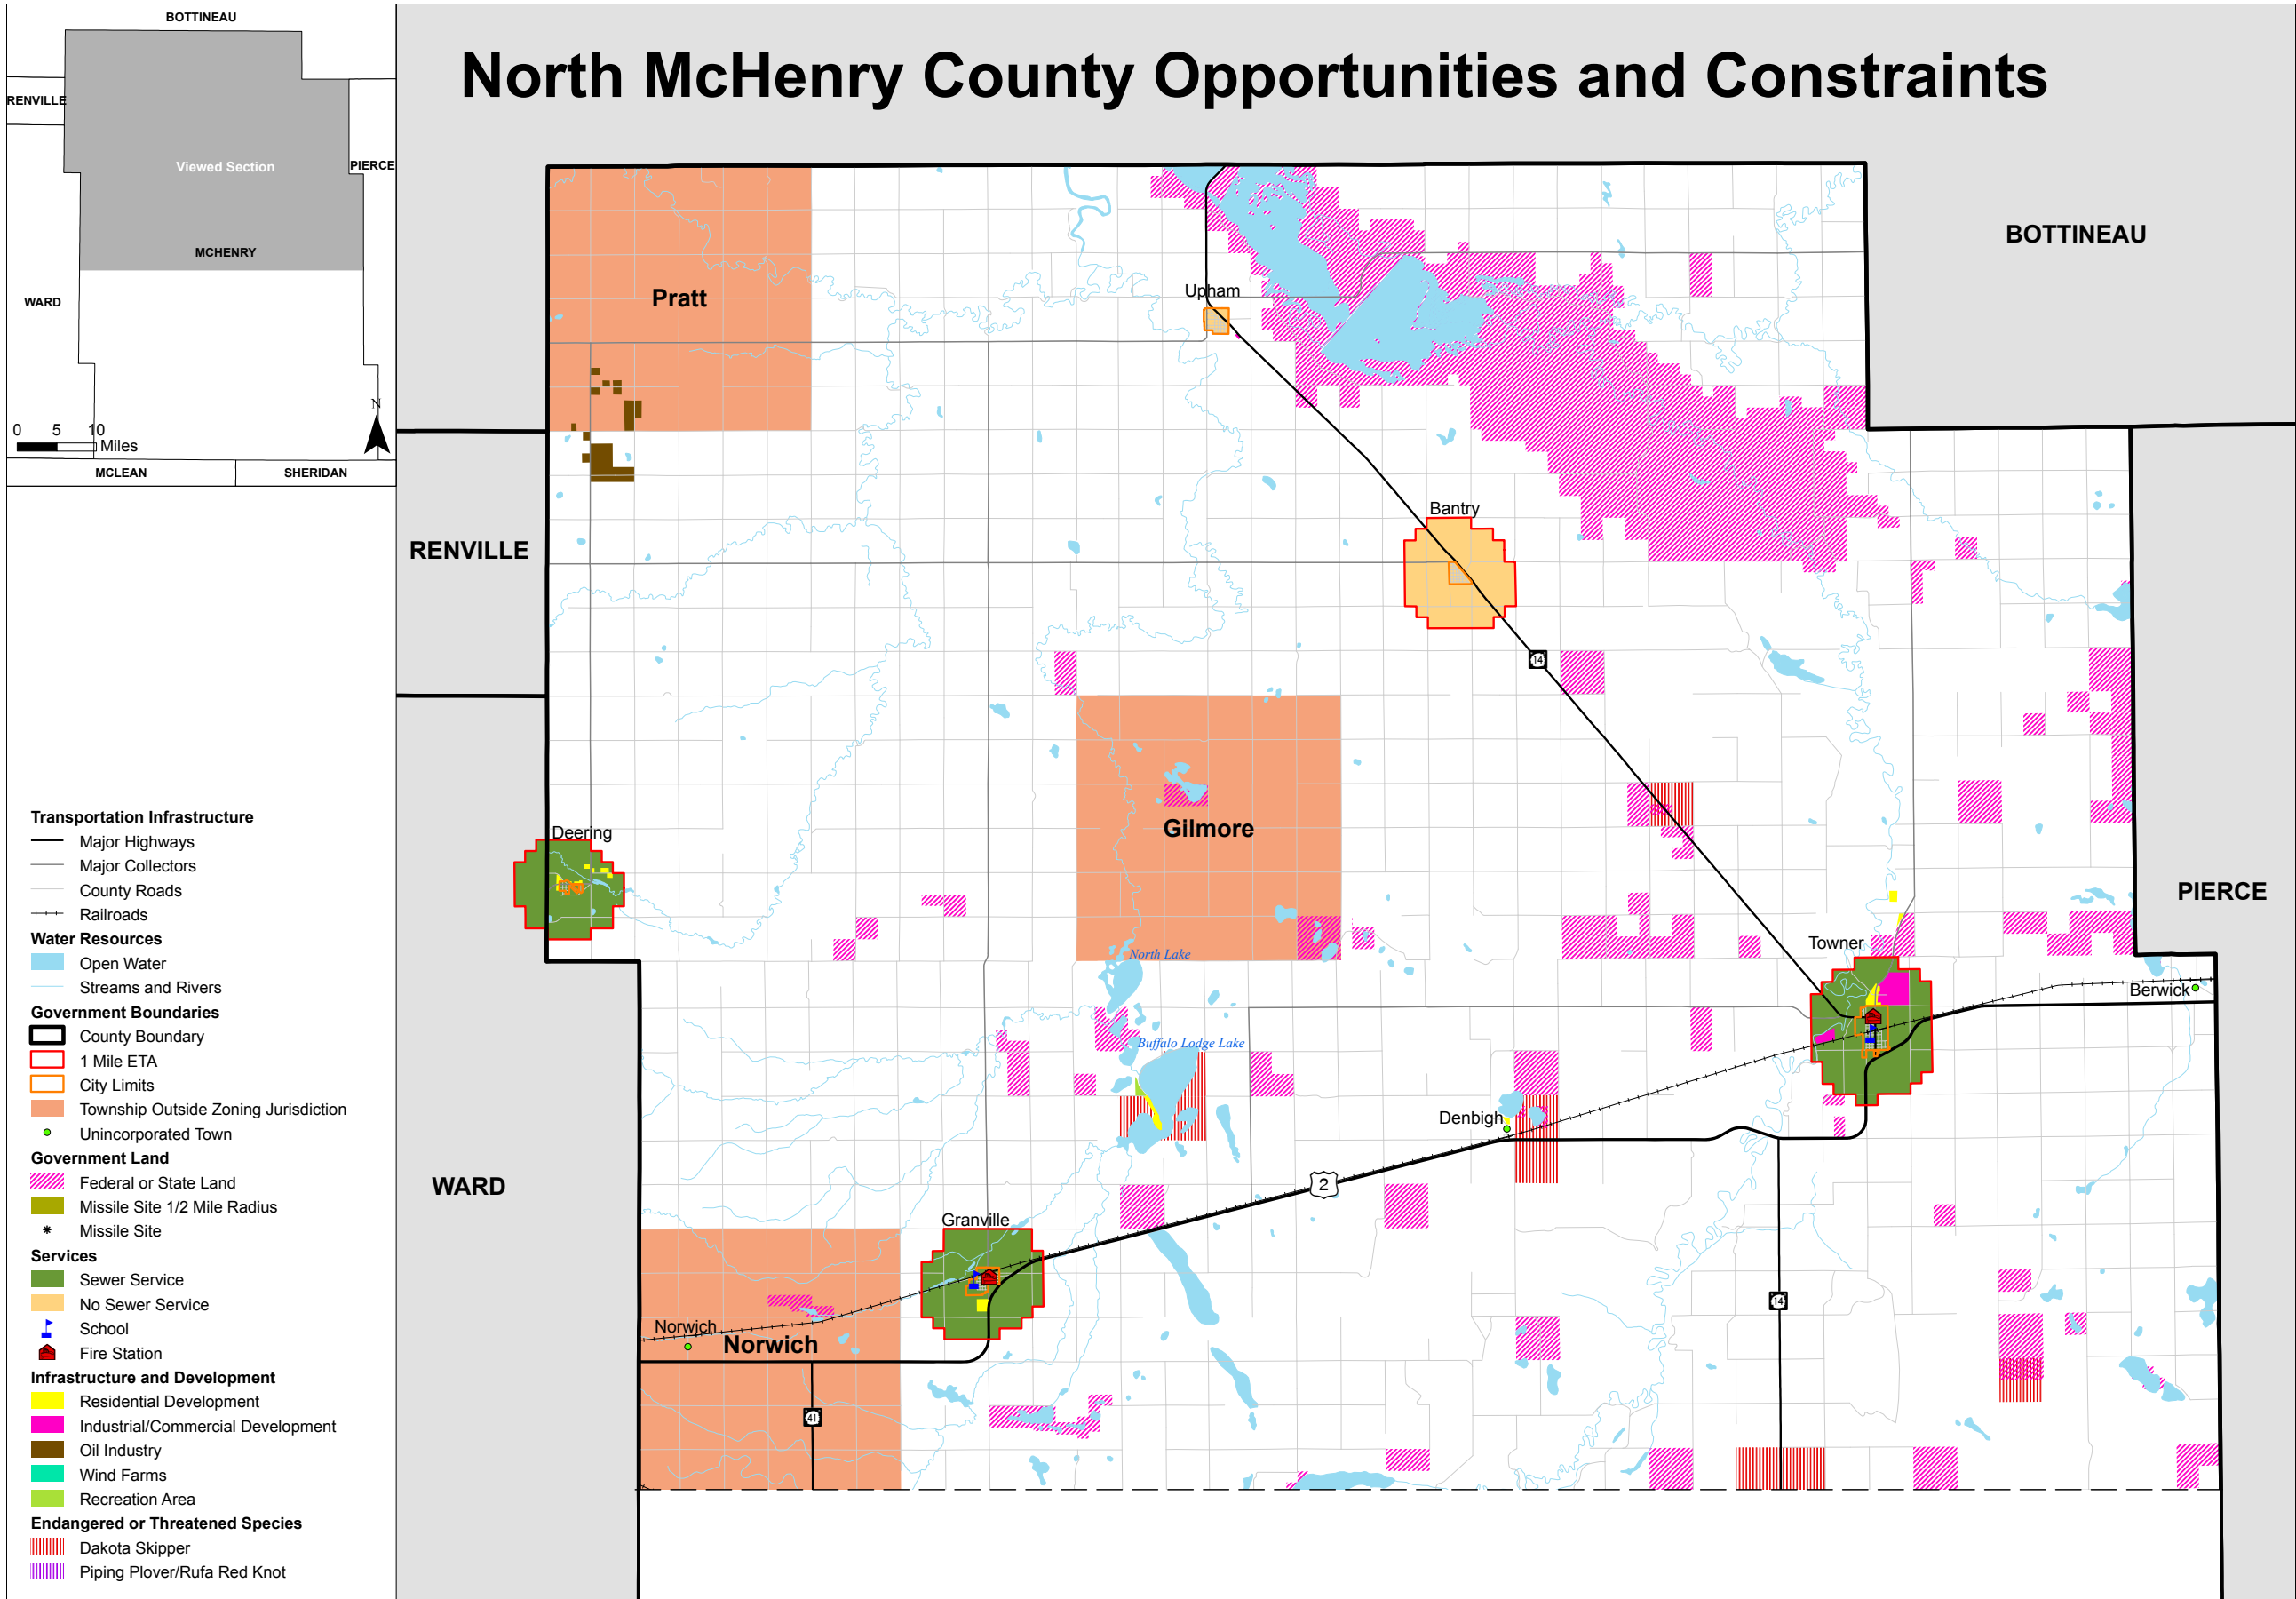 North McHenry County Opportunities and Constraints
BOTTINEAU
RENVILLE
Viewed Section
PIERCE
MCHENRY
WARD
N
0 5 10
Miles
MCLEAN
SHERIDAN
Transportation Infrastructure
Major Highways
Major Collectors
County Roads
Railroads
Water Resources
Open Water
Streams and Rivers
Government Boundaries
County Boundary
1 Mile ETA
City Limits
Township Outside Zoning Jurisdiction
Unincorporated Town
Government Land
Federal or State Land
Missile Site 1/2 Mile Radius
Missile Site
Services
Sewer Service
No Sewer Service
School
Fire Station
Infrastructure and Development
Residential Development
Industrial/Commercial Development
Oil Industry
Wind Farms
Recreation Area
Endangered or Threatened Species
Dakota Skipper
Piping Plover/Rufa Red Knot
BOTTINEAU
Pratt
Upham
Bantry
RENVILLE
14
Gilmore
Deering
PIERCE
Towner
North Lake
Berwick
Buffalo Lodge Lake
Denbigh
WARD
2
Granville
14
Norwich
Norwich
41